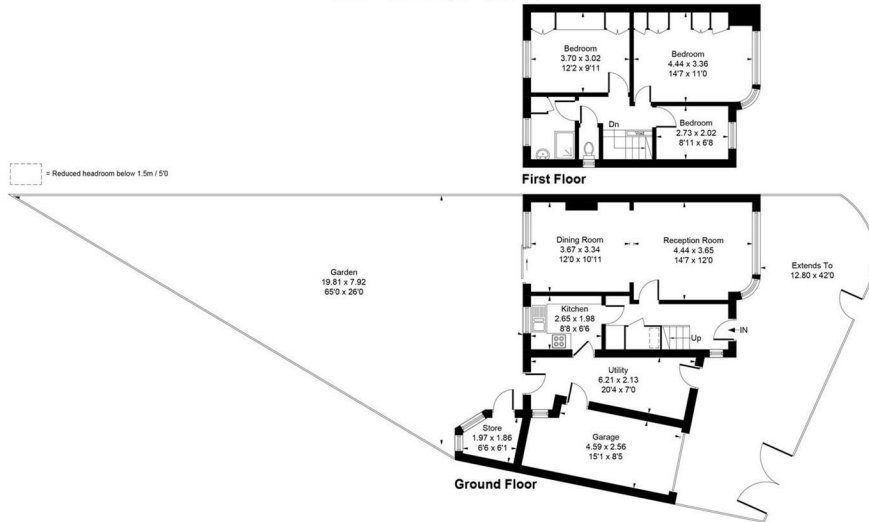 Bedroom
3.70 x 3.02
12'2 x 9'11
Bedroom
4.44 x 3.36
14'7 x 11'0
Bedroom
2.73 x 2.02
8'11 x 6'8
Dn
First Floor
= Reduced headroom below 1.5m / 5'0
Garden
19.81 x 7.92
65'0 x 26'0
Dining Room
3.67 x 3.34
12'0 x 10'11
Reception Room
4.44 x 3.65
14'7 x 12'0
Extends To
12.80 x 42'0
Kitchen
2.65 x 1.98
8'8 x 6'6
Up
IN
Utility
6.21 x 2.13
20'4 x 7'0
Store
1.97 x 1.86
6'6 x 6'1
Garage
4.59 x 2.56
15'1 x 8'5
Ground Floor